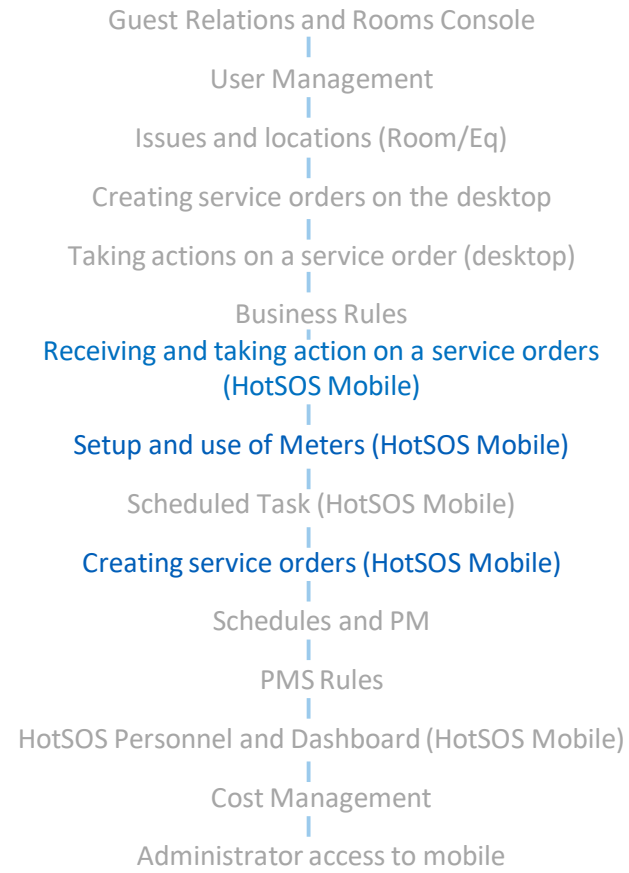 Guest Relations and Rooms Console
User Management
Issues and locations (Room/Eq)
Creating service orders on the desktop
Taking actions on a service order (desktop)
Business Rules
Receiving and taking action on a service orders
(HotSOS Mobile)
Setup and use of Meters (HotSOS Mobile)
Scheduled Task (HotSOS Mobile)
Creating service orders (HotSOS Mobile)
Schedules and PM
PMS Rules
HotSOS Personnel and Dashboard (HotSOS Mobile)
Cost Management
Administrator access to mobile